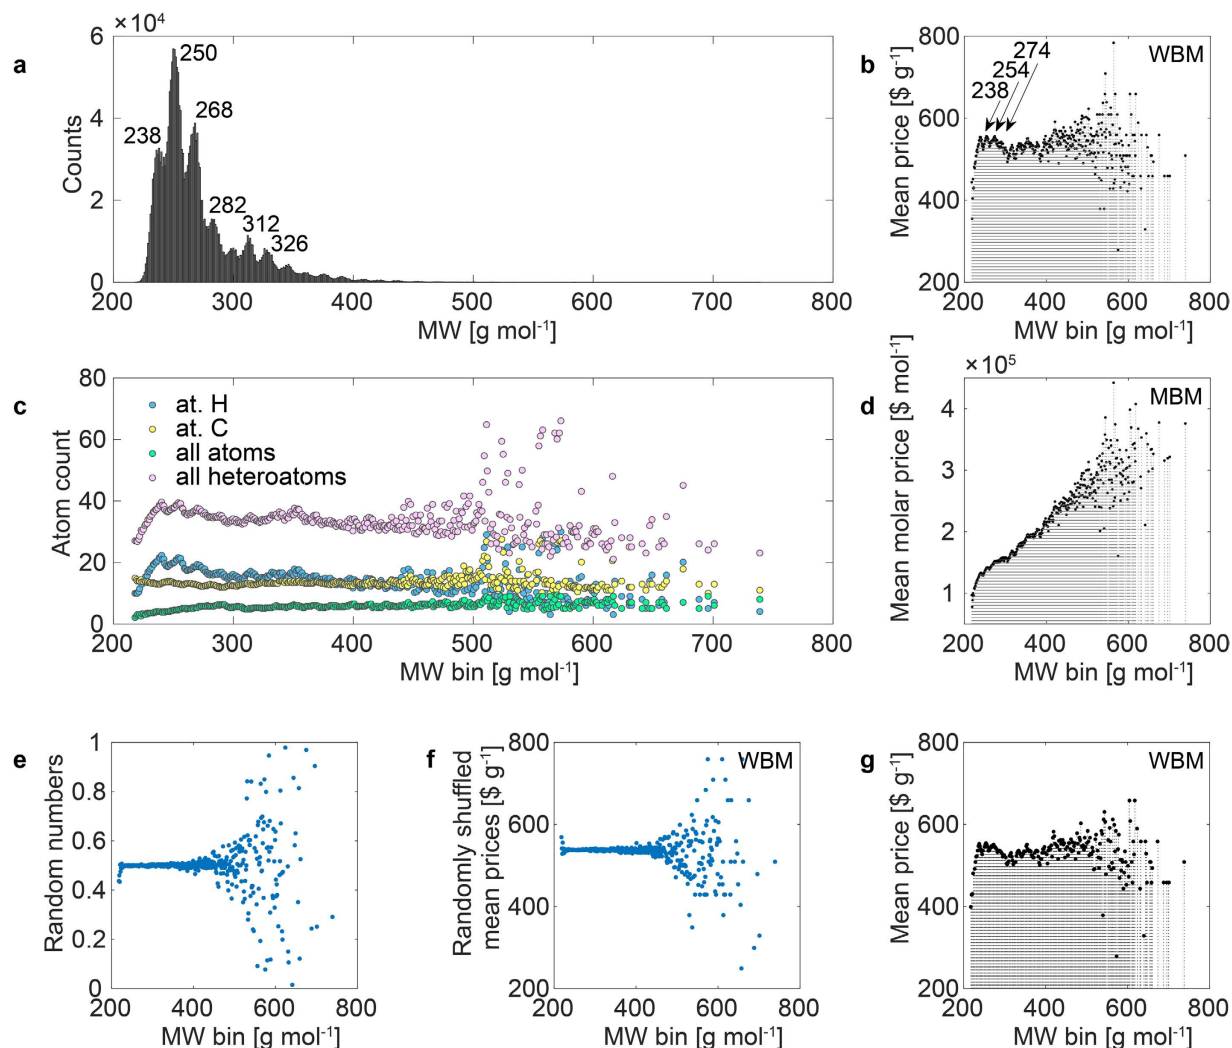 a
×10⁴
6
4
2
0
Counts
238
250
268
282
312
326
200
300
400
500
600
700
800
MW [g mol⁻¹]
b
WBM
800
600
400
200
Mean price [$ g⁻¹]
238
254
274
200
400
600
800
MW bin [g mol⁻¹]
c
80
60
40
20
0
Atom count
at. H
at. C
all atoms
all heteroatoms
200
300
400
500
600
700
800
MW bin [g mol⁻¹]
d
×10⁵
MBM
4
3
2
1
Mean molar price [$ mol⁻¹]
200
400
600
800
MW bin [g mol⁻¹]
e
1
0.8
0.6
0.4
0.2
0
Random numbers
200
400
600
800
MW bin [g mol⁻¹]
f
WBM
800
600
400
200
Randomly shuffled
mean prices [$ g⁻¹]
200
400
600
800
MW bin [g mol⁻¹]
g
WBM
800
600
400
200
Mean price [$ g⁻¹]
200
400
600
800
MW bin [g mol⁻¹]